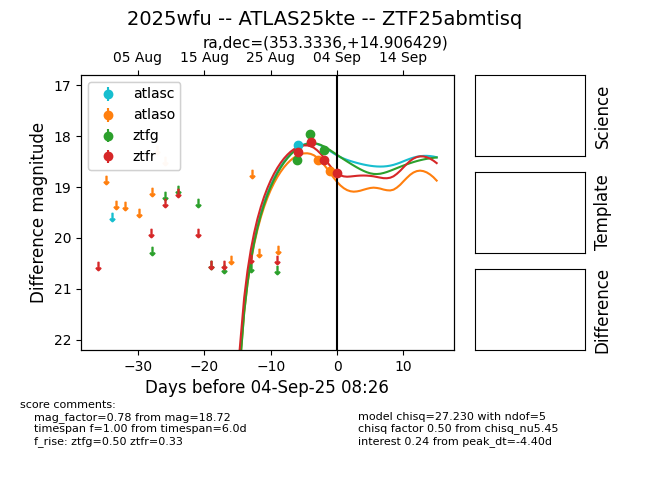 2025wfu -- ATLAS25kte -- ZTF25abmtisq
ra,dec=(353.3336,+14.906429)
05 Aug 15 Aug 25 Aug 04 Sep 14 Sep
atlasc
atlaso
ztfg
ztfr
17
18
19
20
21
22
Difference magnitude
−30 −20 −10 0 10
Days before 04-Sep-25 08:26
Science
Template
Difference
score comments:
mag_factor=0.78 from mag=18.72
timespan f=1.00 from timespan=6.0d
f_rise: ztfg=0.50 ztfr=0.33
model chisq=27.230 with ndof=5
chisq factor 0.50 from chisq_nu5.45
interest 0.24 from peak_dt=-4.40d